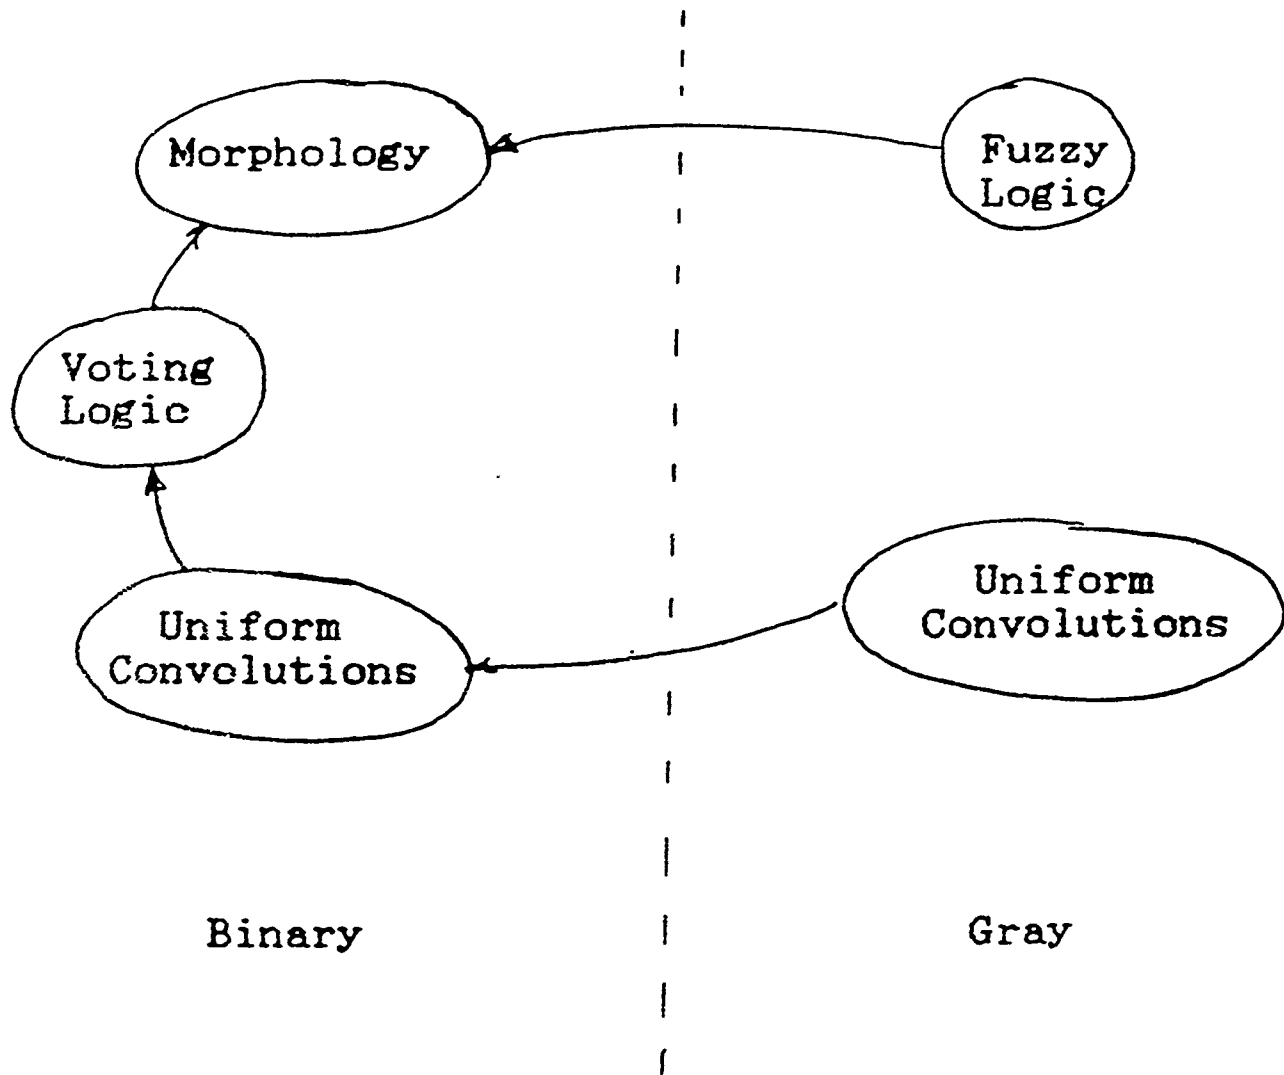 Morphology
Fuzzy
Logic
Voting
Logic
Uniform
Convolutions
Uniform
Convolutions
Binary
Gray